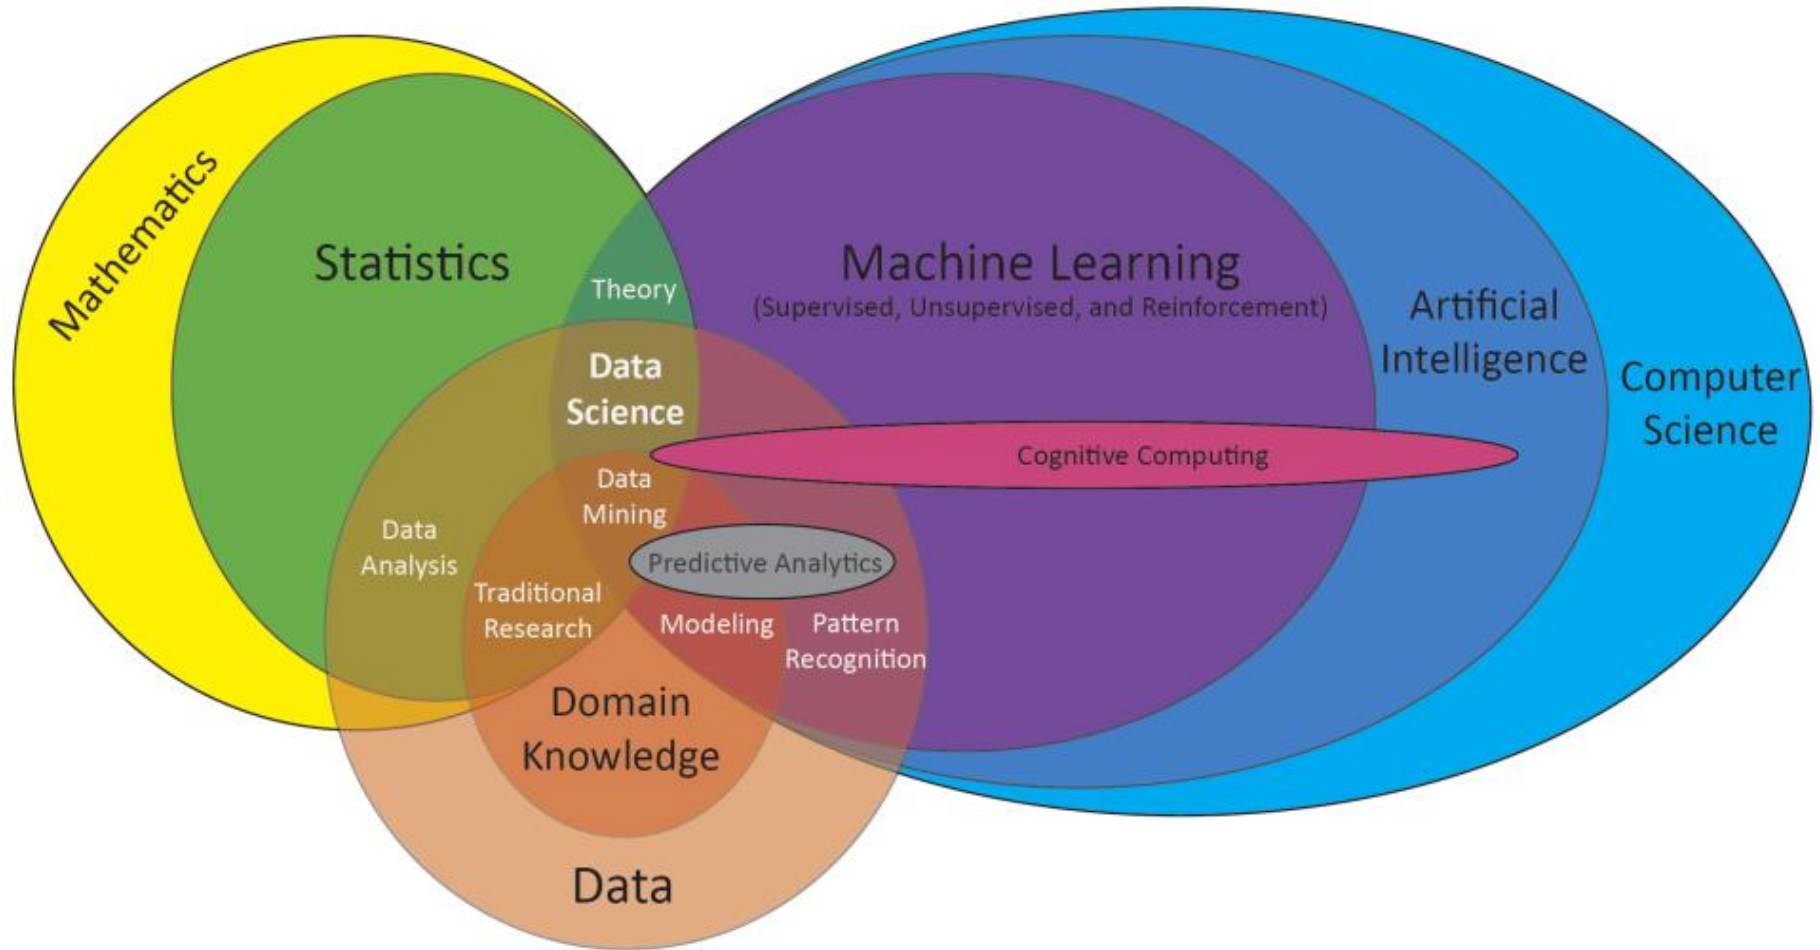 Mathematics
Statistics
Theory
Machine Learning
(Supervised, Unsupervised, and Reinforcement)
Artificial
Intelligence
Computer
Science
Data
Science
Cognitive Computing
Data
Mining
Data
Analysis
Predictive Analytics
Traditional
Research
Modeling
Pattern
Recognition
Domain
Knowledge
Data